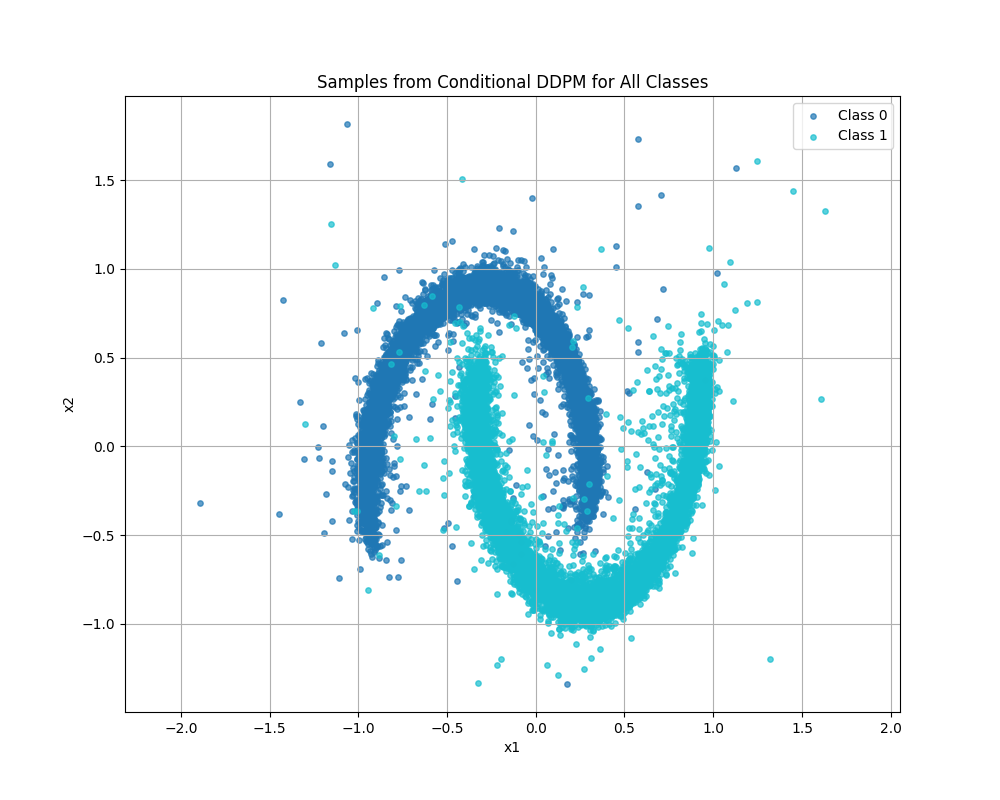 Samples from Conditional DDPM for All Classes
Class 0
Class 1
x2
1.5
1.0
0.5
0.0
−0.5
−1.0
−2.0 −1.5 −1.0 −0.5 0.0 0.5 1.0 1.5 2.0
x1